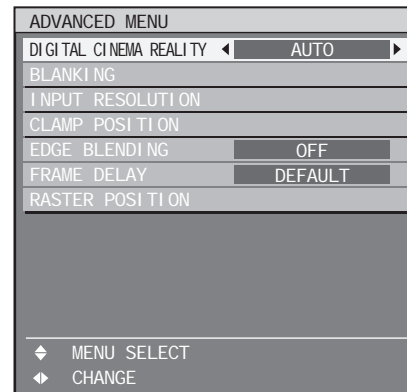 ADVANCED MENU
DIGITAL CINEMA REALITY AUTO
BLANKING
INPUT RESOLUTION
CLAMP POSITION
EDGE BLENDING OFF
FRAME DELAY DEFAULT
RASTER POSITION
MENU SELECT
CHANGE